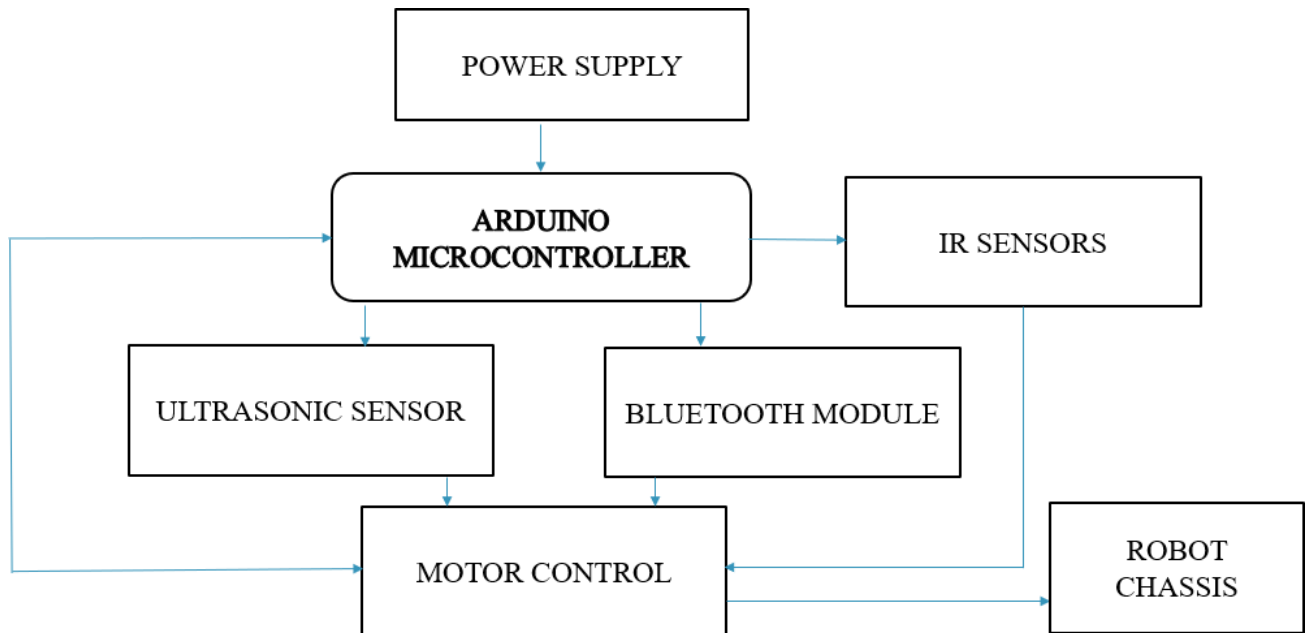 POWER SUPPLY
ARDUINO
MICROCONTROLLER
IR SENSORS
ULTRASONIC SENSOR
BLUETOOTH MODULE
MOTOR CONTROL
ROBOT
CHASSIS